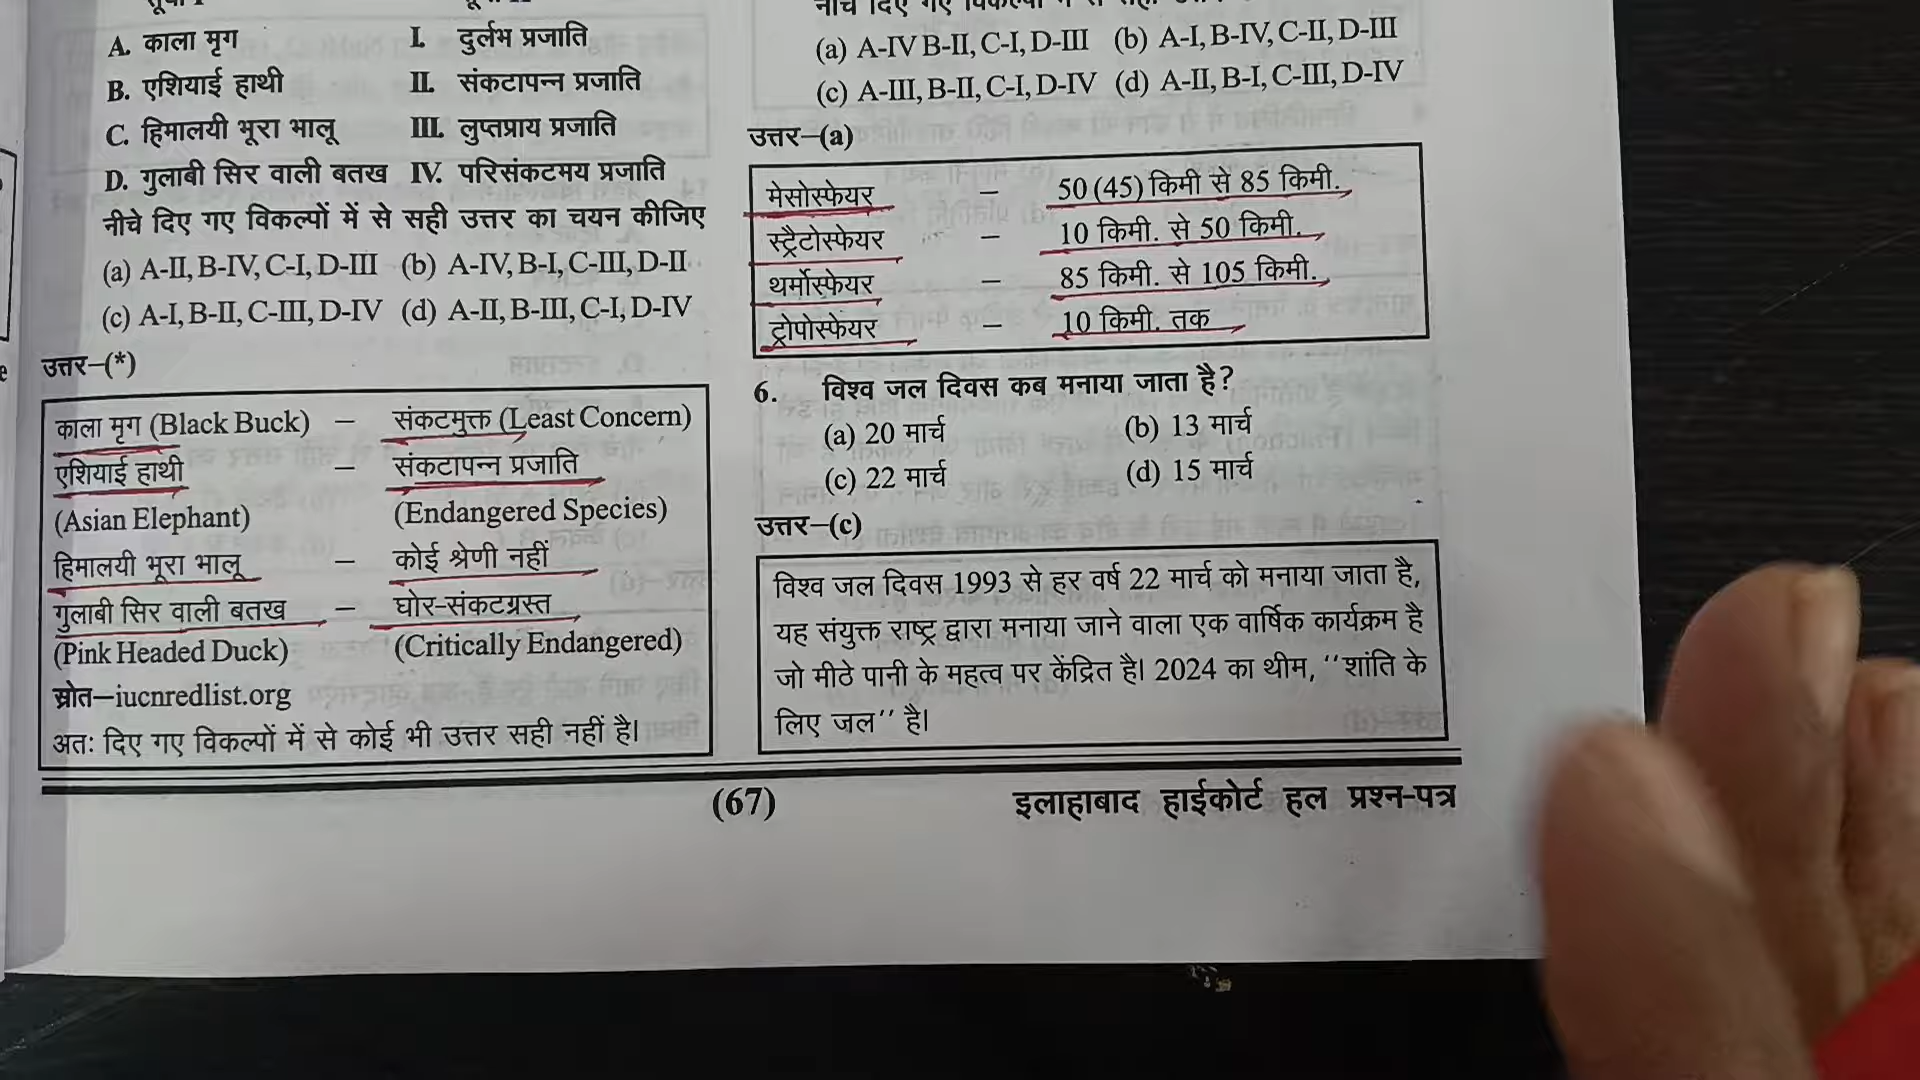 A. काला मृग I. दुर्लभ प्रजाति
B. एशियाई हाथी II. संकटापन्न प्रजाति
C. हिमालयी भूरा भालू III. लुप्तप्राय प्रजाति
D. गुलाबी सिर वाली बतख IV. परिसंकटमय प्रजाति
नीचे दिए गए विकल्पों में से सही उत्तर का चयन कीजिए
(a) A-II, B-IV, C-I, D-III (b) A-IV, B-I, C-III, D-II
(c) A-I, B-II, C-III, D-IV (d) A-II, B-III, C-I, D-IV
उत्तर–(*)
काला मृग (Black Buck) – संकटमुक्त (Least Concern)
एशियाई हाथी – संकटापन्न प्रजाति
(Asian Elephant) (Endangered Species)
हिमालयी भूरा भालू – कोई श्रेणी नहीं
गुलाबी सिर वाली बतख – घोर-संकटग्रस्त
(Pink Headed Duck) (Critically Endangered)
स्रोत–iucnredlist.org
अतः दिए गए विकल्पों में से कोई भी उत्तर सही नहीं है।
(a) A-IV B-II, C-I, D-III (b) A-I, B-IV, C-II, D-III
(c) A-III, B-II, C-I, D-IV (d) A-II, B-I, C-III, D-IV
उत्तर–(a)
मेसोस्फेयर – 50 (45) किमी से 85 किमी.
स्ट्रैटोस्फेयर – 10 किमी. से 50 किमी.
थर्मोस्फेयर – 85 किमी. से 105 किमी.
ट्रोपोस्फेयर – 10 किमी. तक
6. विश्व जल दिवस कब मनाया जाता है?
(a) 20 मार्च (b) 13 मार्च
(c) 22 मार्च (d) 15 मार्च
उत्तर–(c)
विश्व जल दिवस 1993 से हर वर्ष 22 मार्च को मनाया जाता है,
यह संयुक्त राष्ट्र द्वारा मनाया जाने वाला एक वार्षिक कार्यक्रम है
जो मीठे पानी के महत्व पर केंद्रित है। 2024 का थीम, ‘‘शांति के
लिए जल’’ है।
(67) इलाहाबाद हाईकोर्ट हल प्रश्न-पत्र